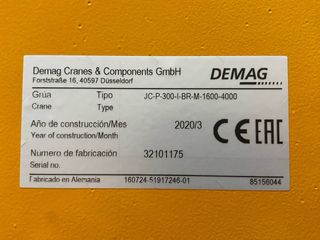 Demag Cranes & Components GmbH
Forststraße 16, 40597 Düsseldorf
DEMAG
Grúa Tipo JC-P-300-I-BR-M-1600-4000
Crane Type
Año de construcción/Mes 2020/3
Year of construction/Month
CE EAC
Numero de fabricación 32101175
Serial no.
Fabricado en Alemania 160724-51917246-01 85156044